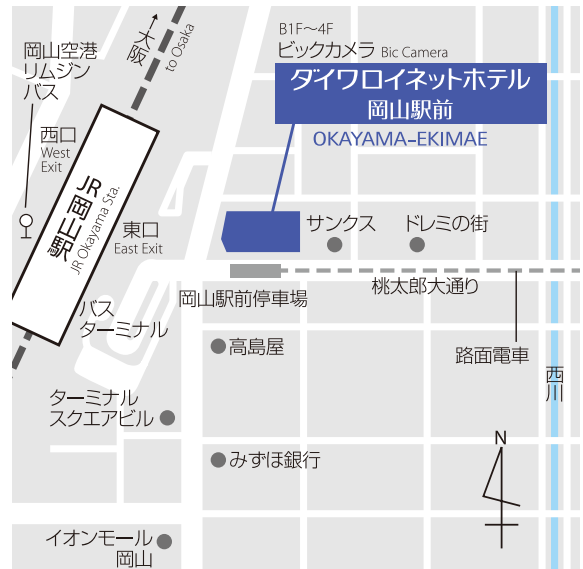 ↑大阪
to Osaka
B1F〜4F
ビックカメラ Bic Camera
ダイワロイネットホテル
岡山駅前
OKAYAMA-EKIMAE
岡山空港
リムジン
バス
西口
West
Exit
JR岡山駅
JR Okayama Sta.
東口
East Exit
サンクス
ドレミの街
岡山駅前停車場
桃太郎大通り
バス
ターミナル
高島屋
路面電車
西川
ターミナル
スクエアビル
みずほ銀行
N
イオンモール
岡山